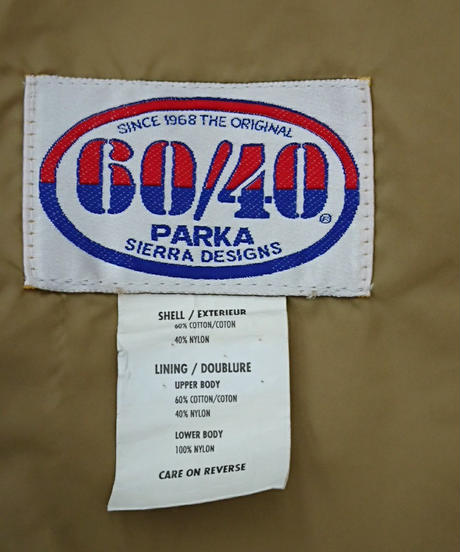 SINCE 1968 THE ORIGINAL
60/40
®
PARKA
SIERRA DESIGNS
SHELL / EXTERIEUR
60% COTTON/COTON
40% NYLON
LINING / DOUBLURE
UPPER BODY
60% COTTON/COTON
40% NYLON
LOWER BODY
100% NYLON
CARE ON REVERSE